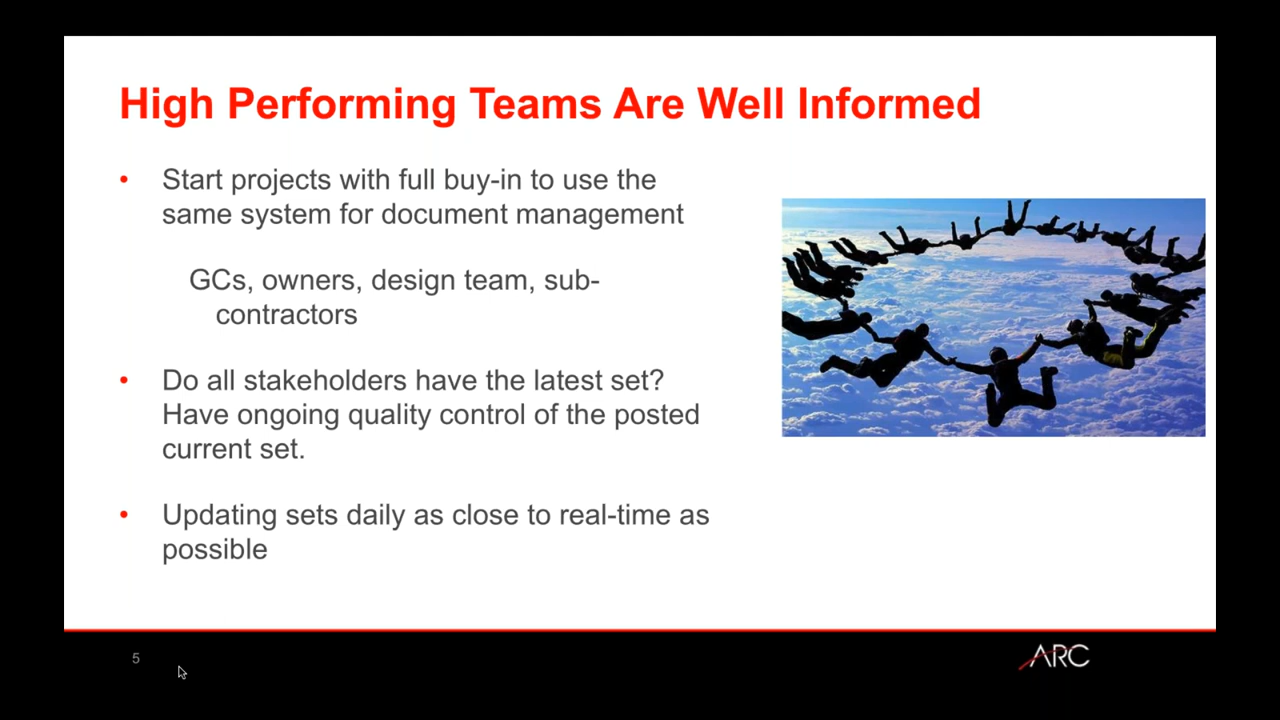 High Performing Teams Are Well Informed
• Start projects with full buy-in to use the
same system for document management
GCs, owners, design team, sub-
contractors
• Do all stakeholders have the latest set?
Have ongoing quality control of the posted
current set.
• Updating sets daily as close to real-time as
possible
5
ARC